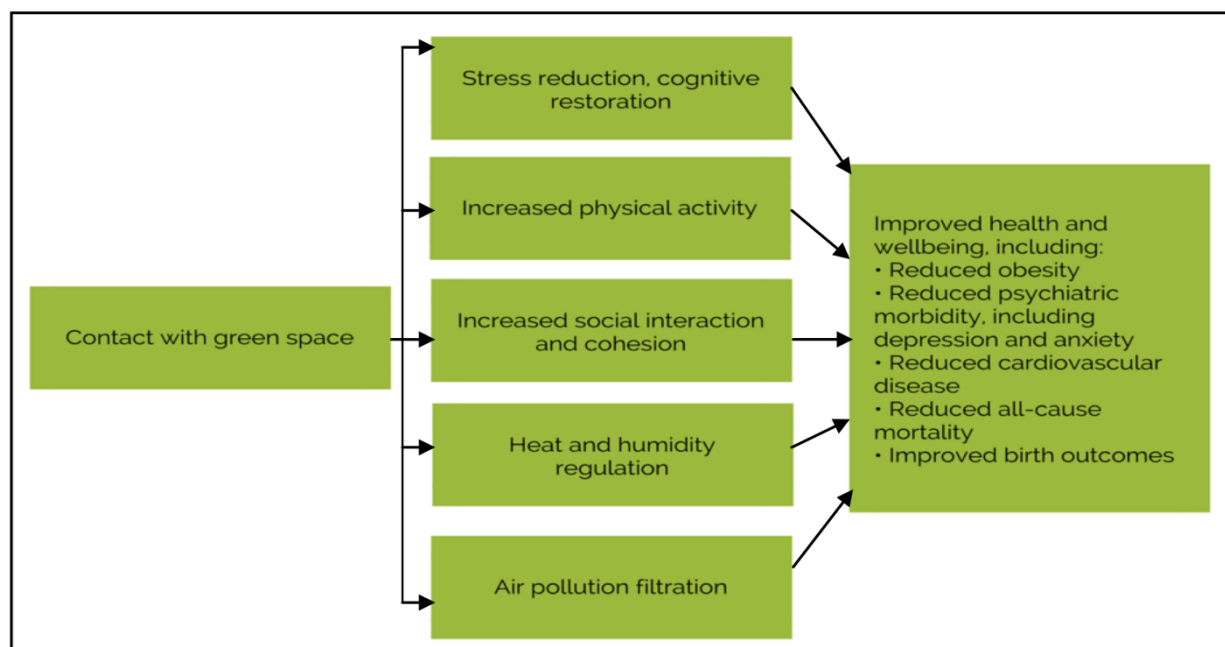 Stress reduction, cognitive
restoration
Increased physical activity
Contact with green space
Increased social interaction
and cohesion
Heat and humidity
regulation
Air pollution filtration
Improved health and
wellbeing, including:
• Reduced obesity
• Reduced psychiatric
morbidity, including
depression and anxiety
• Reduced cardiovascular
disease
• Reduced all-cause
mortality
• Improved birth outcomes